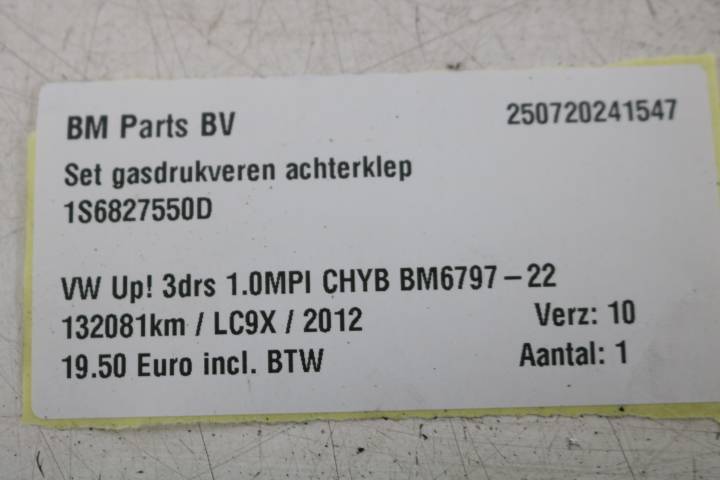 BM Parts BV 250720241547
Set gasdrukveren achterklep
1S6827550D
VW Up! 3drs 1.0MPI CHYB BM6797-22
132081km / LC9X / 2012 Verz: 10
19.50 Euro incl. BTW Aantal: 1